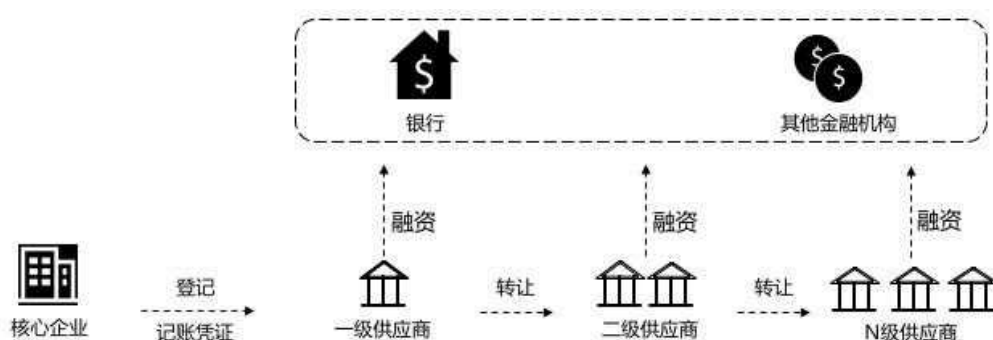 $
$
$
银行
其他金融机构
融资
融资
融资
登记
转让
转让
核心企业
记账凭证
一级供应商
二级供应商
N级供应商